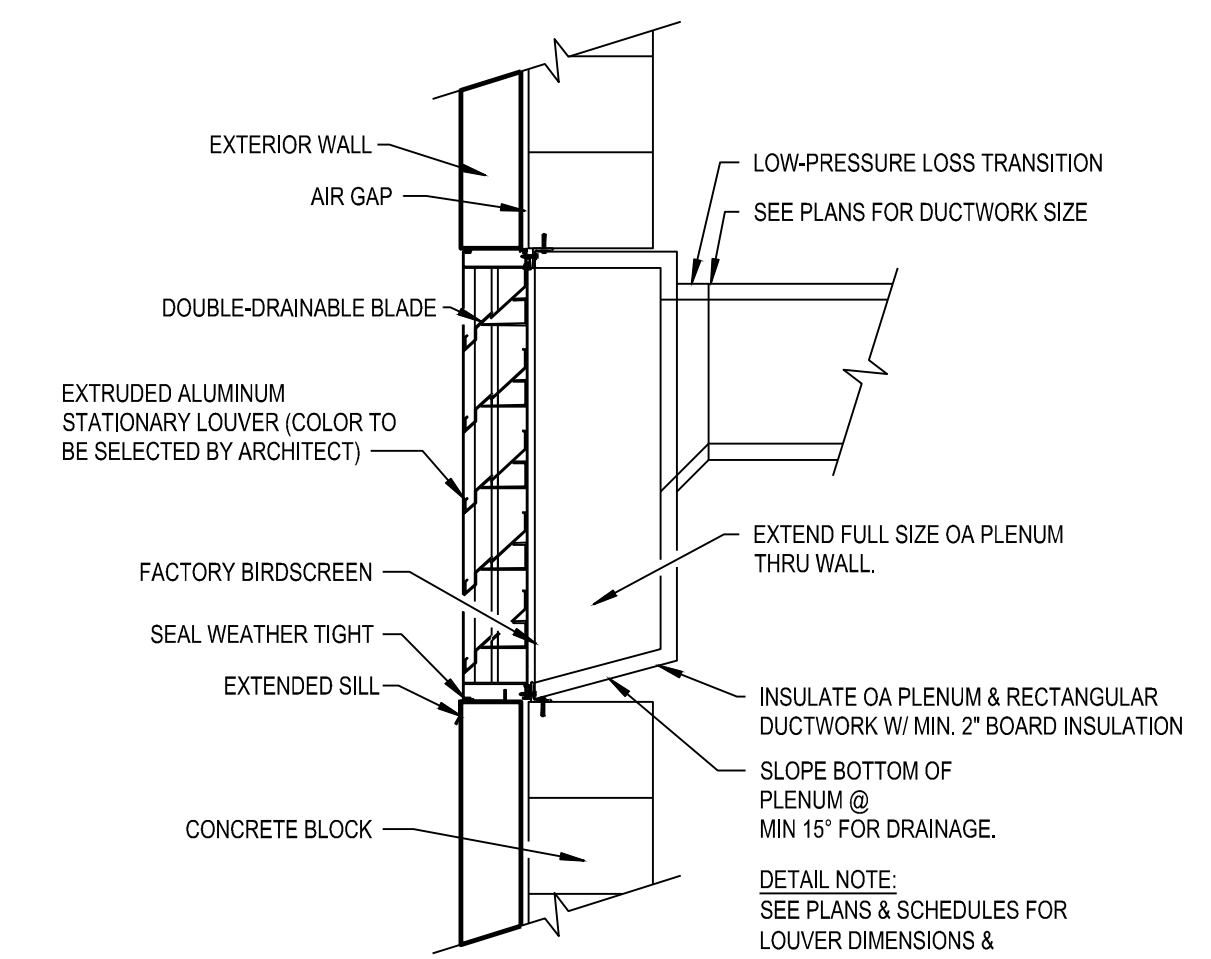 EXTERIOR WALL
AIR GAP
DOUBLE-DRAINABLE BLADE
EXTRUDED ALUMINUM
STATIONARY LOUVER (COLOR TO
BE SELECTED BY ARCHITECT)
FACTORY BIRDSCREEN
SEAL WEATHER TIGHT
EXTENDED SILL
CONCRETE BLOCK
LOW-PRESSURE LOSS TRANSITION
SEE PLANS FOR DUCTWORK SIZE
EXTEND FULL SIZE OA PLENUM
THRU WALL.
INSULATE OA PLENUM & RECTANGULAR
DUCTWORK W/ MIN. 2" BOARD INSULATION
SLOPE BOTTOM OF
PLENUM @
MIN 15° FOR DRAINAGE.
DETAIL NOTE:
SEE PLANS & SCHEDULES FOR
LOUVER DIMENSIONS &